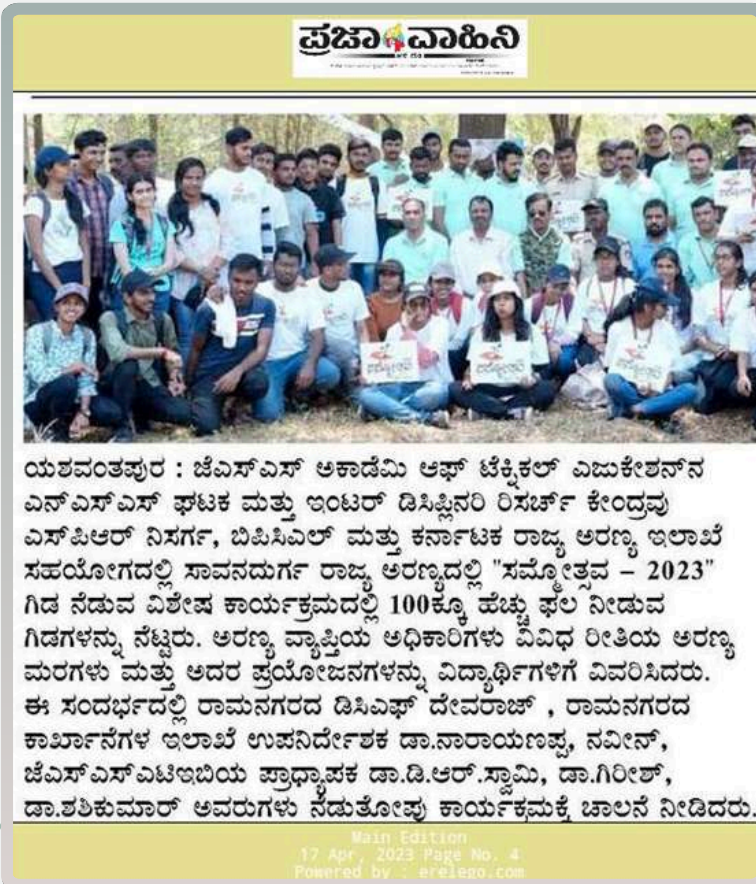 ಪ್ರಜಾ ವಾಹಿನಿ
ಯಶವಂತಪುರ : ಜೆಎಸ್ಎಸ್ ಅಕಾಡೆಮಿ ಆಫ್ ಟೆಕ್ನಿಕಲ್ ಎಜುಕೇಶನ್‌ನ
ಎನ್ಎಸ್ಎಸ್ ಘಟಕ ಮತ್ತು ಇಂಟರ್ ಡಿಸಿಪ್ಲಿನರಿ ರಿಸರ್ಚ್ ಕೇಂದ್ರವು
ಎಸ್‌ಪಿಆರ್ ನಿಸರ್ಗ, ಬಿಪಿಸಿಎಲ್ ಮತ್ತು ಕರ್ನಾಟಕ ರಾಜ್ಯ ಅರಣ್ಯ ಇಲಾಖೆ
ಸಹಯೋಗದಲ್ಲಿ ಸಾವನದುರ್ಗ ರಾಜ್ಯ ಅರಣ್ಯದಲ್ಲಿ "ಸಮ್ಮೋತ್ಸವ – 2023"
ಗಿಡ ನೆಡುವ ವಿಶೇಷ ಕಾರ್ಯಕ್ರಮದಲ್ಲಿ 100ಕ್ಕೂ ಹೆಚ್ಚು ಫಲ ನೀಡುವ
ಗಿಡಗಳನ್ನು ನೆಟ್ಟರು. ಅರಣ್ಯ ವ್ಯಾಪ್ತಿಯ ಅಧಿಕಾರಿಗಳು ವಿವಿಧ ರೀತಿಯ ಅರಣ್ಯ
ಮರಗಳು ಮತ್ತು ಅದರ ಪ್ರಯೋಜನಗಳನ್ನು ವಿದ್ಯಾರ್ಥಿಗಳಿಗೆ ವಿವರಿಸಿದರು.
ಈ ಸಂದರ್ಭದಲ್ಲಿ ರಾಮನಗರದ ಡಿಸಿಎಫ್ ದೇವರಾಜ್ , ರಾಮನಗರದ
ಕಾರ್ಖಾನೆಗಳ ಇಲಾಖೆ ಉಪನಿರ್ದೇಶಕ ಡಾ.ನಾರಾಯಣಪ್ಪ, ನವೀನ್,
ಜೆಎಸ್ಎಸ್ಎಟಿಇಬಿಯ ಪ್ರಾಧ್ಯಾಪಕ ಡಾ.ಡಿ.ಆರ್.ಸ್ವಾಮಿ, ಡಾ.ಗಿರೀಶ್,
ಡಾ.ಶಶಿಕುಮಾರ್ ಅವರುಗಳು ನೆಡುತೋಪು ಕಾರ್ಯಕ್ರಮಕ್ಕೆ ಚಾಲನೆ ನೀಡಿದರು.
Main Edition
17 Apr, 2023 Page No. 4
Powered by : erelego.com